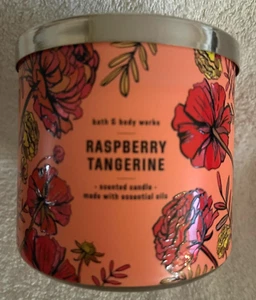 bath & body works
RASPBERRY
TANGERINE
- scented candle -
made with essential oils